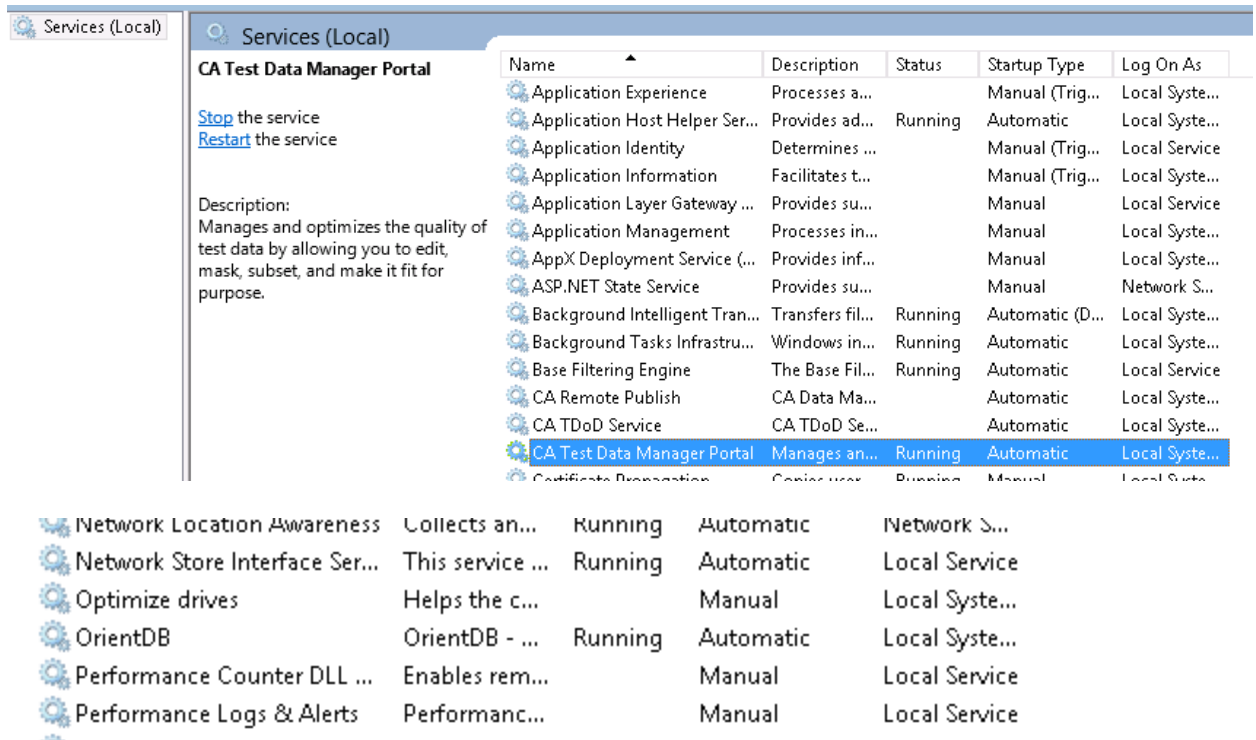 Services (Local)
Services (Local)
CA Test Data Manager Portal
Stop the service
Restart the service
Description:
Manages and optimizes the quality of
test data by allowing you to edit,
mask, subset, and make it fit for
purpose.
Name Description Status Startup Type Log On As
Application Experience Processes a... Manual (Trig... Local Syste...
Application Host Helper Ser... Provides ad... Running Automatic Local Syste...
Application Identity Determines ... Manual (Trig... Local Service
Application Information Facilitates t... Manual (Trig... Local Syste...
Application Layer Gateway ... Provides su... Manual Local Service
Application Management Processes in... Manual Local Syste...
AppX Deployment Service (... Provides inf... Manual Local Syste...
ASP.NET State Service Provides su... Manual Network S...
Background Intelligent Tran... Transfers fil... Running Automatic (D... Local Syste...
Background Tasks Infrastru... Windows in... Running Automatic Local Syste...
Base Filtering Engine The Base Fil... Running Automatic Local Service
CA Remote Publish CA Data Ma... Automatic Local Syste...
CA TDoD Service CA TDoD Se... Automatic Local Syste...
CA Test Data Manager Portal Manages an... Running Automatic Local Syste...
Certificate Propagation Copies user Running Manual Local Syste...
Network Location Awareness Collects an... Running Automatic Network S...
Network Store Interface Ser... This service ... Running Automatic Local Service
Optimize drives Helps the c... Manual Local Syste...
OrientDB OrientDB - ... Running Automatic Local Syste...
Performance Counter DLL ... Enables rem... Manual Local Service
Performance Logs & Alerts Performanc... Manual Local Service